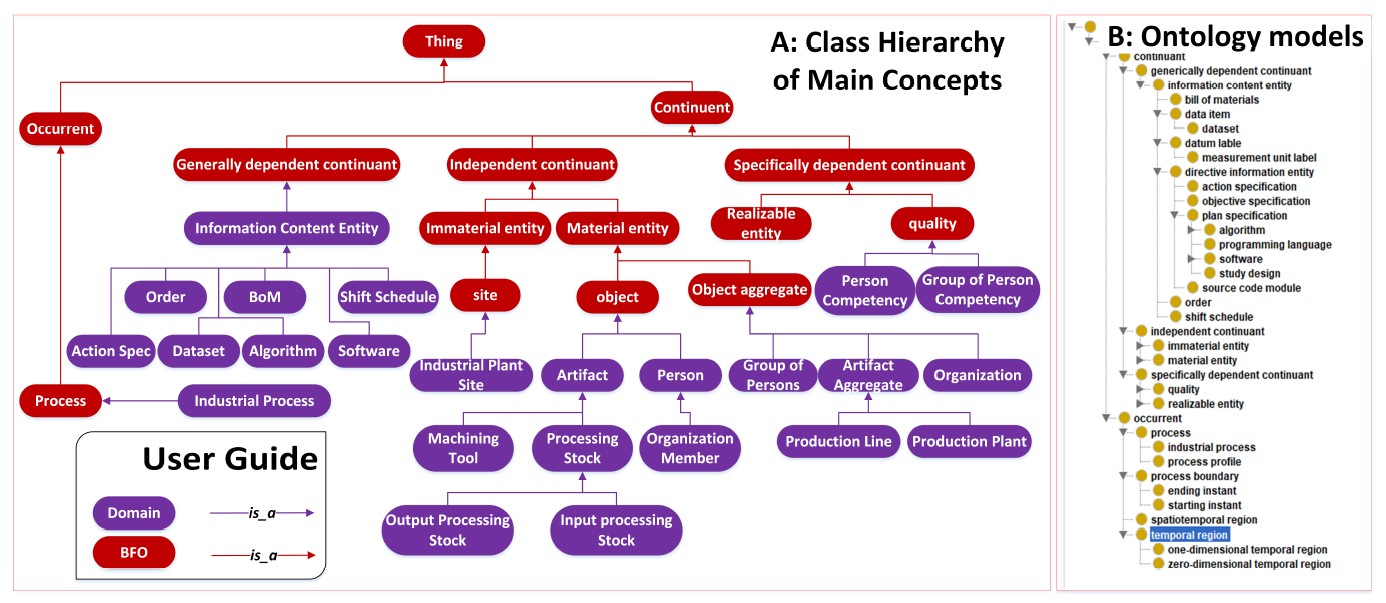 A: Class Hierarchy
of Main Concepts
Thing
Occurrent
Continuent
Generally dependent continuant
Independent continuant
Specifically dependent continuant
Information Content Entity
Immaterial entity
Material entity
Realizable
entity
quality
Order
BoM
Shift Schedule
site
object
Object aggregate
Person
Competency
Group of Person
Competency
Action Spec
Dataset
Algorithm
Software
Industrial Plant
Site
Artifact
Person
Group of
Persons
Artifact
Aggregate
Organization
Process
Industrial Process
Machining
Tool
Processing
Stock
Organization
Member
Production Line
Production Plant
Output Processing
Stock
Input processing
Stock
User Guide
Domain
is_a
BFO
is_a
B: Ontology models
continuant
generically dependent continuant
information content entity
bill of materials
data item
dataset
datum lable
measurement unit label
directive information entity
action specification
objective specification
plan specification
algorithm
programming language
software
study design
source code module
order
shift schedule
independent continuant
immaterial entity
material entity
specifically dependent continuant
quality
realizable entity
occurrent
process
industrial process
process profile
process boundary
ending instant
starting instant
spatiotemporal region
temporal region
one-dimensional temporal region
zero-dimensional temporal region